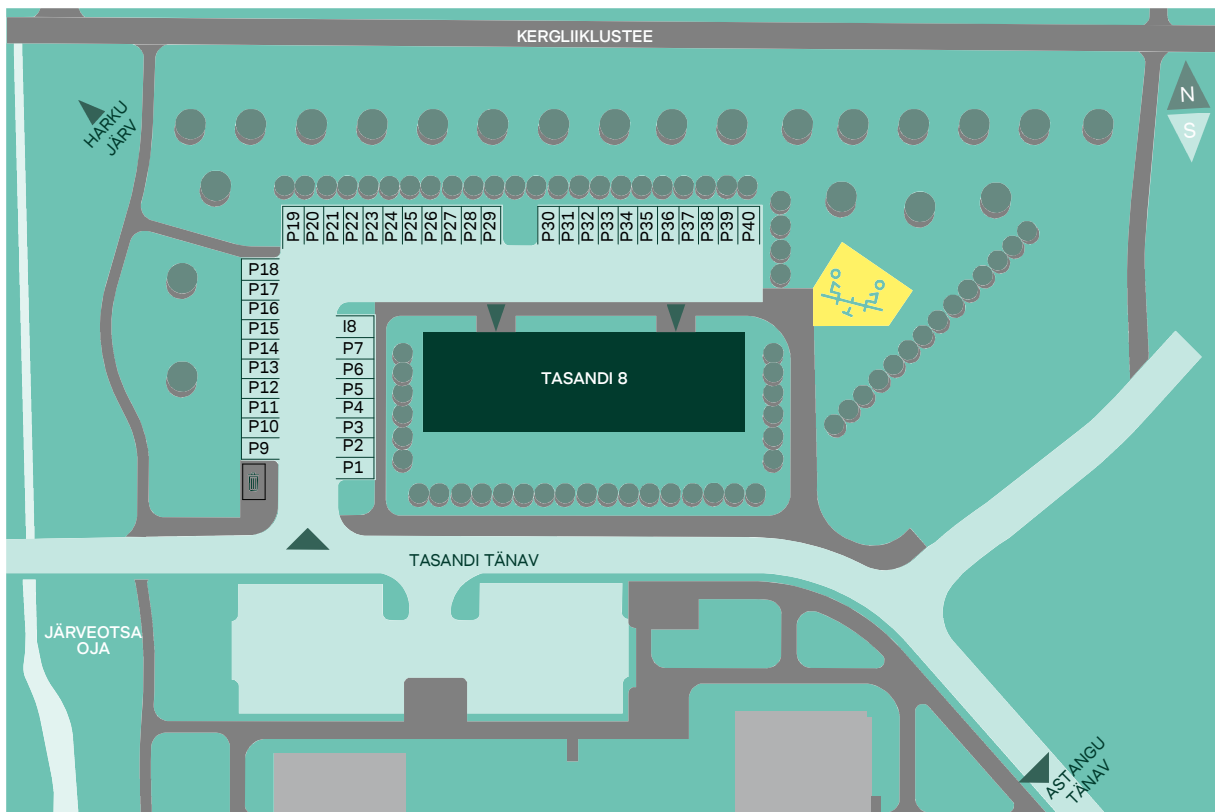 KERGLIIKLUSTEE
HARKU
JÄRV
N
S
P19
P20
P21
P22
P23
P24
P25
P26
P27
P28
P29
P30
P31
P32
P33
P34
P35
P36
P37
P38
P39
P40
P18
P17
P16
P15
P14
P13
P12
P11
P10
P9
I8
P7
P6
P5
P4
P3
P2
P1
TASANDI 8
TASANDI TÄNAV
JÄRVEOTSA
OJA
ASTANGU
TÄNAV